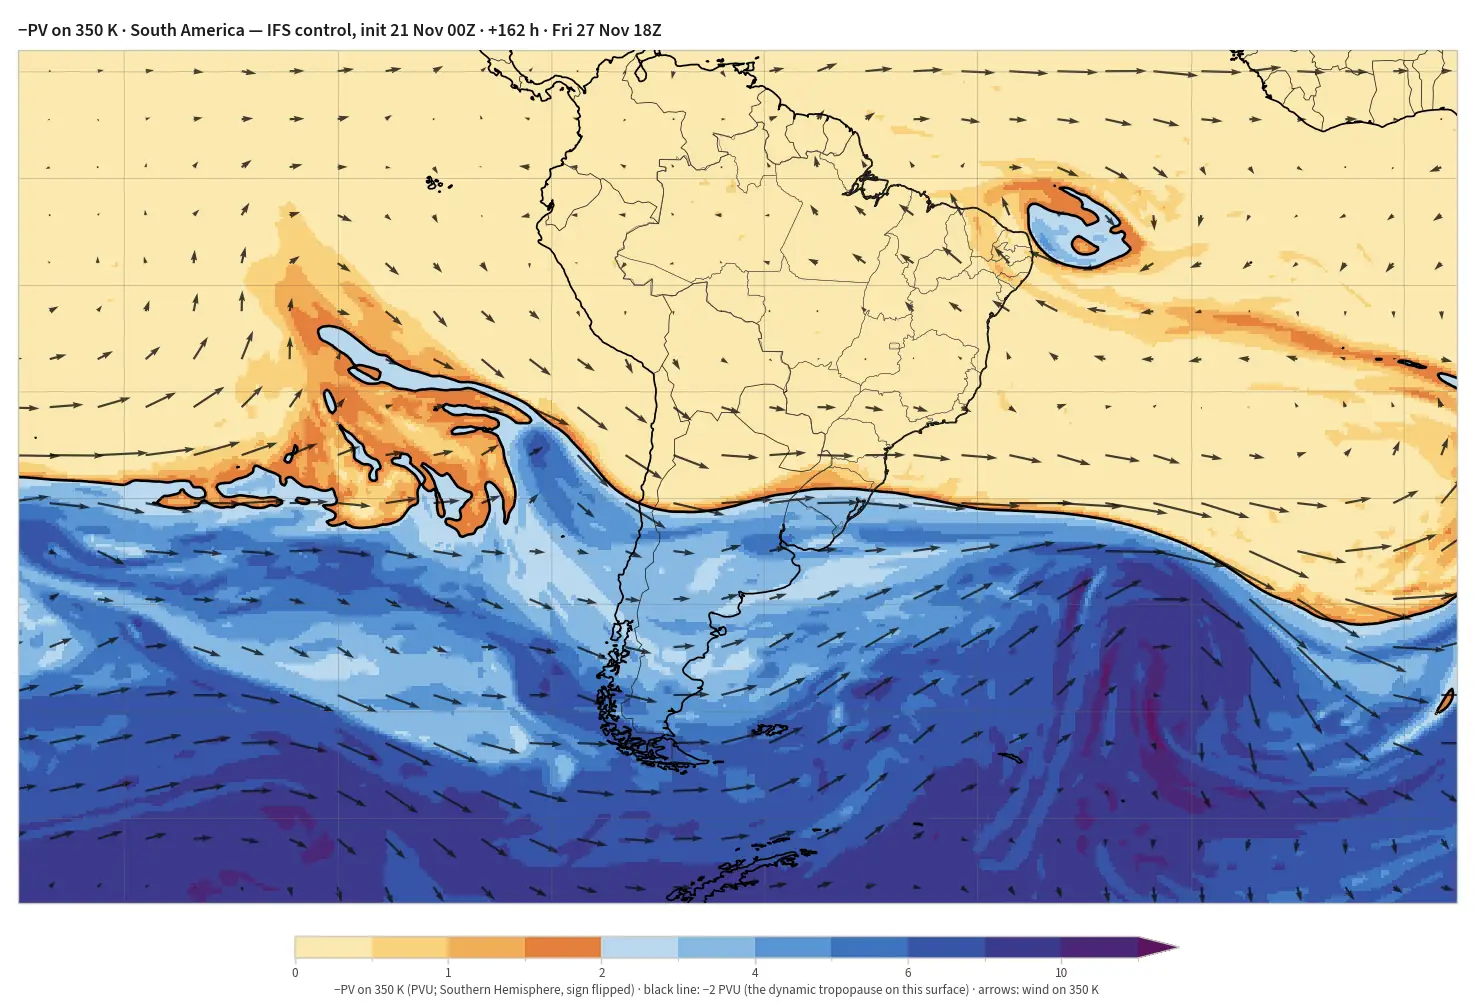 −PV on 350 K · South America — IFS control, init 21 Nov 00Z · +162 h · Fri 27 Nov 18Z
0 1 2 4 6 10
−PV on 350 K (PVU; Southern Hemisphere, sign flipped) · black line: −2 PVU (the dynamic tropopause on this surface) · arrows: wind on 350 K